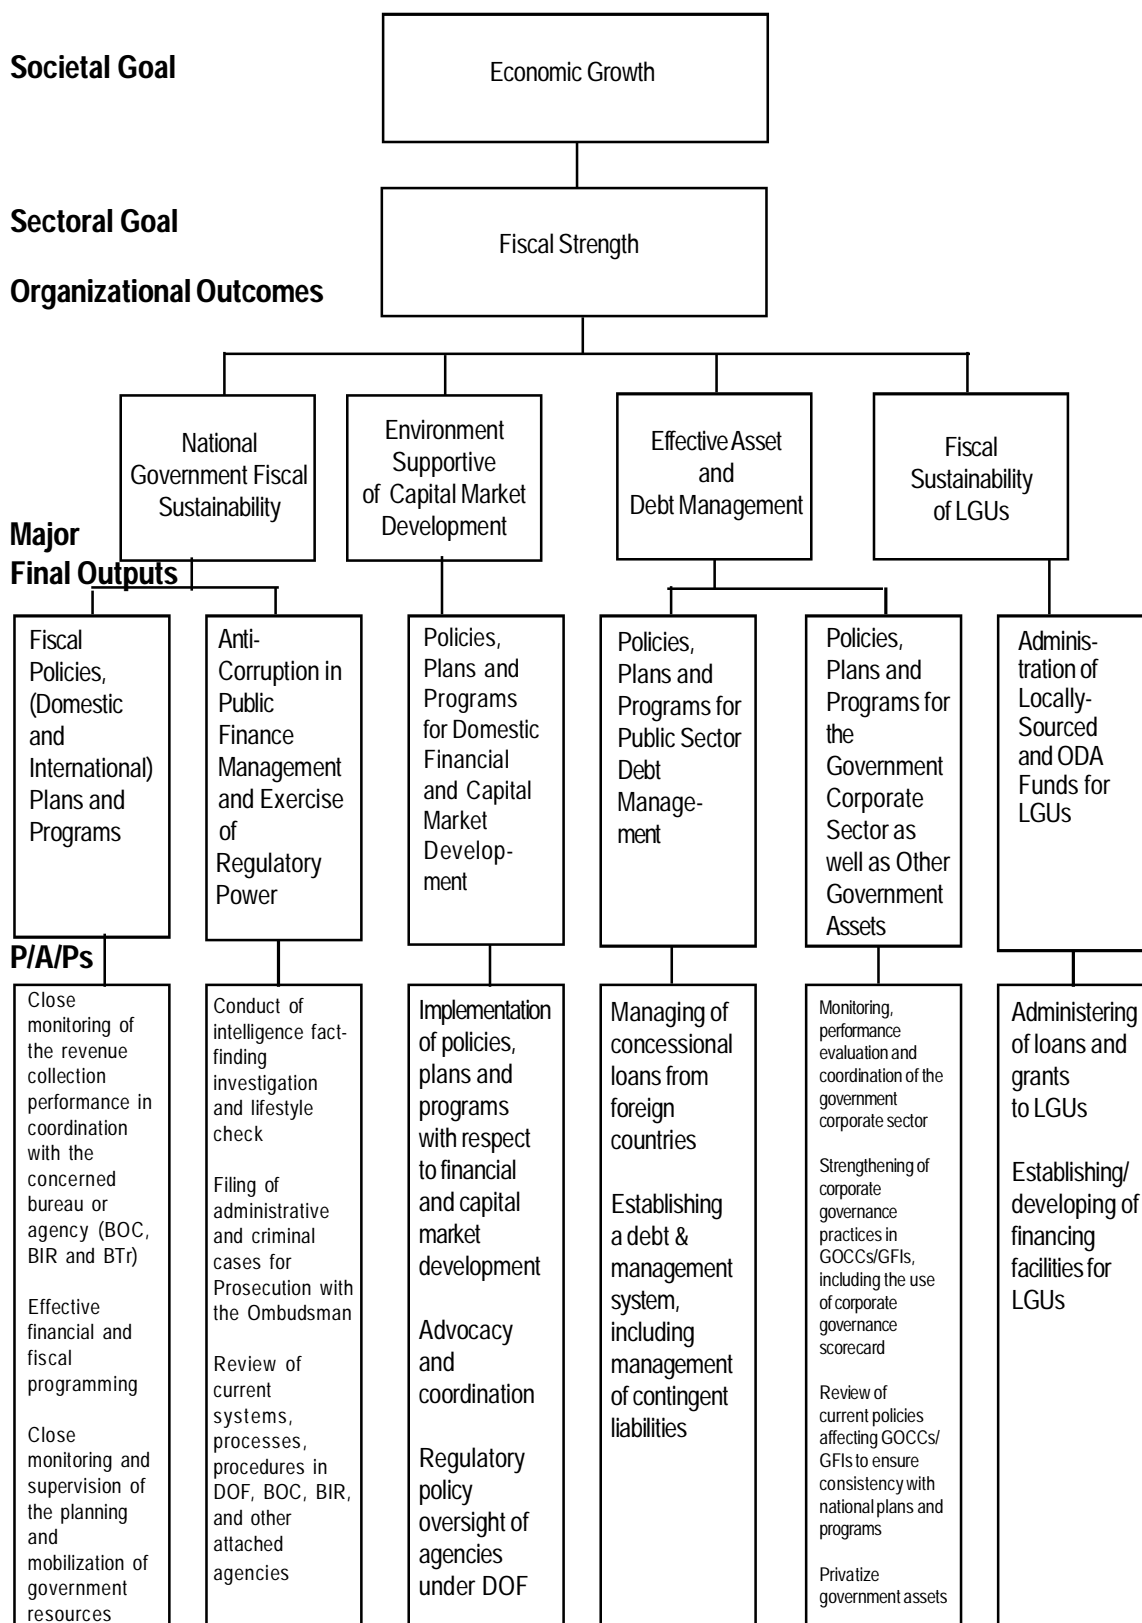 Societal Goal
Economic Growth
Sectoral Goal
Fiscal Strength
Organizational Outcomes
National
Government Fiscal
Sustainability
Environment
Supportive
of Capital Market
Development
Effective Asset
and
Debt Management
Fiscal
Sustainability
of LGUs
Major
Final Outputs
Fiscal
Policies,
(Domestic
and
International)
Plans and
Programs
Anti-
Corruption in
Public
Finance
Management
and Exercise
of
Regulatory
Power
Policies,
Plans and
Programs
for Domestic
Financial
and Capital
Market
Develop-
ment
Policies,
Plans and
Programs for
Public Sector
Debt
Manage-
ment
Policies,
Plans and
Programs for
the
Government
Corporate
Sector as
well as Other
Government
Assets
Adminis-
tration of
Locally-
Sourced
and ODA
Funds for
LGUs
P/A/Ps
Close
monitoring of
the revenue
collection
performance in
coordination
with the
concerned
bureau or
agency (BOC,
BIR and BTr)
Effective
financial and
fiscal
programming
Close
monitoring and
supervision of
the planning
and
mobilization of
government
resources
Conduct of
intelligence fact-
finding
investigation
and lifestyle
check
Filing of
administrative
and criminal
cases for
Prosecution with
the Ombudsman
Review of
current
systems,
processes,
procedures in
DOF, BOC, BIR,
and other
attached
agencies
Implementation
of policies,
plans and
programs
with respect
to financial
and capital
market
development
Advocacy
and
coordination
Regulatory
policy
oversight of
agencies
under DOF
Managing of
concessional
loans from
foreign
countries
Establishing
a debt &
management
system,
including
management
of contingent
liabilities
Monitoring,
performance
evaluation and
coordination of the
government
corporate sector
Strengthening of
corporate
governance
practices in
GOCCs/GFIs,
including the use
of corporate
governance
scorecard
Review of
current policies
affecting GOCCs/
GFIs to ensure
consistency with
national plans and
programs
Privatize
government assets
Administering
of loans and
grants
to LGUs
Establishing/
developing of
financing
facilities for
LGUs